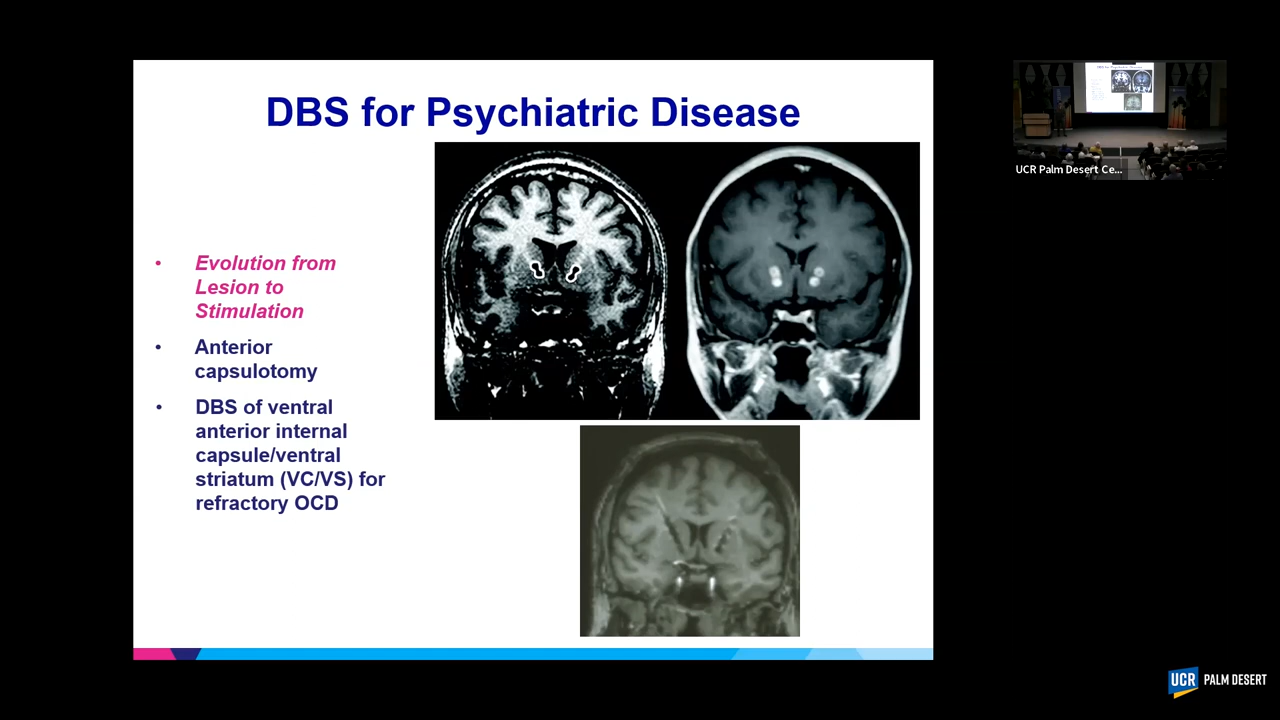 DBS for Psychiatric Disease
• Evolution from
Lesion to
Stimulation
• Anterior
capsulotomy
• DBS of ventral
anterior internal
capsule/ventral
striatum (VC/VS) for
refractory OCD
UCR Palm Desert Ce...
UCR PALM DESERT